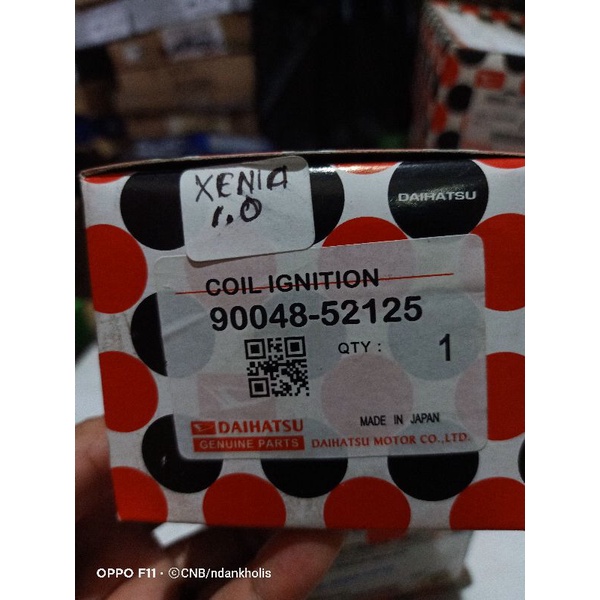 XENIA
1.0
DAIHATSU
COIL IGNITION
90048-52125
QTY : 1
DAIHATSU
GENUINE PARTS
MADE IN JAPAN
DAIHATSU MOTOR CO.,LTD.
OPPO F11 · ©CNB/ndankholis